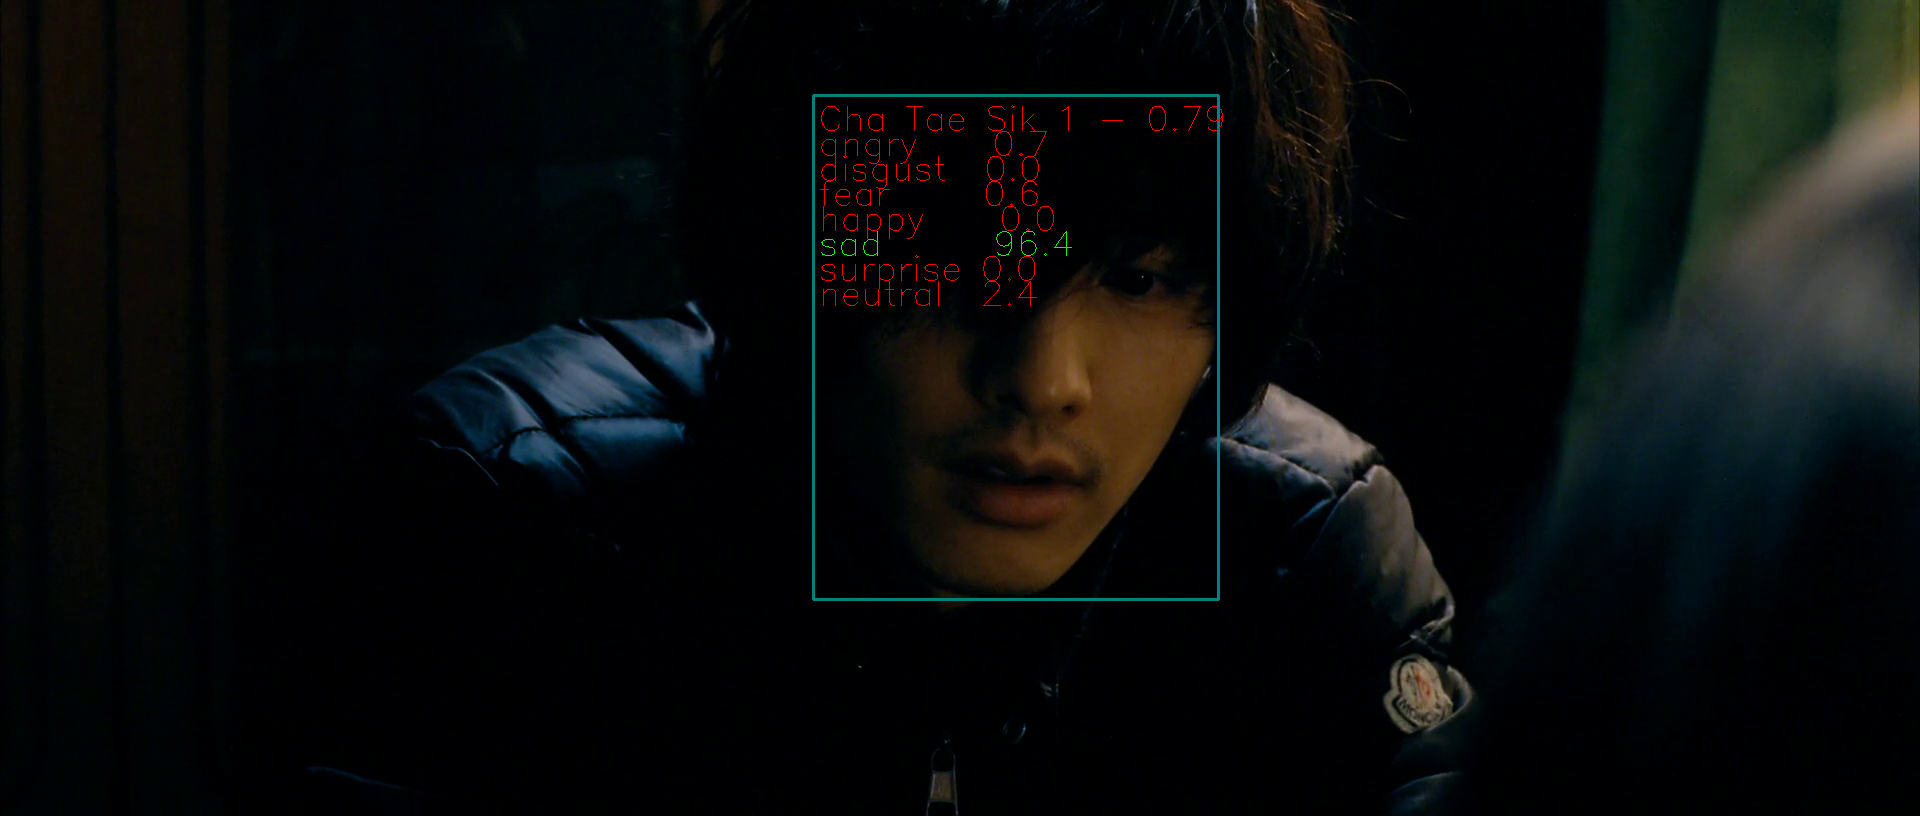 Cha Tae Sik 1 - 0.79
angry 0.7
disgust 0.0
fear 0.6
happy 0.0
sad 96.4
surprise 0.0
neutral 2.4